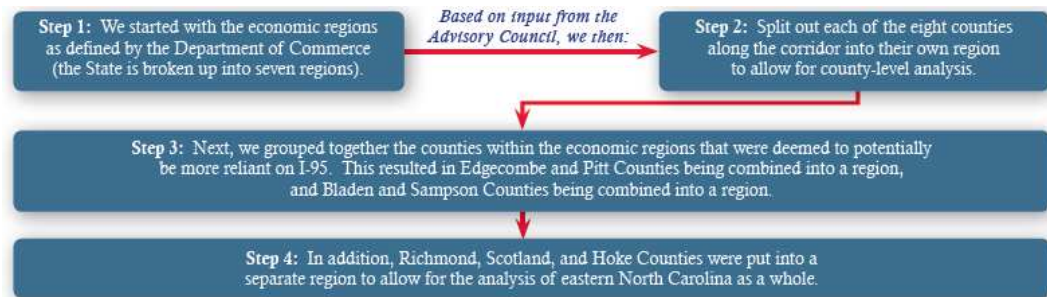 Step 1: We started with the economic regions
as defined by the Department of Commerce
(the State is broken up into seven regions).
Based on input from the
Advisory Council, we then:
Step 2: Split out each of the eight counties
along the corridor into their own region
to allow for county-level analysis.
Step 3: Next, we grouped together the counties within the economic regions that were deemed to potentially
be more reliant on I-95. This resulted in Edgecombe and Pitt Counties being combined into a region,
and Bladen and Sampson Counties being combined into a region.
Step 4: In addition, Richmond, Scotland, and Hoke Counties were put into a
separate region to allow for the analysis of eastern North Carolina as a whole.